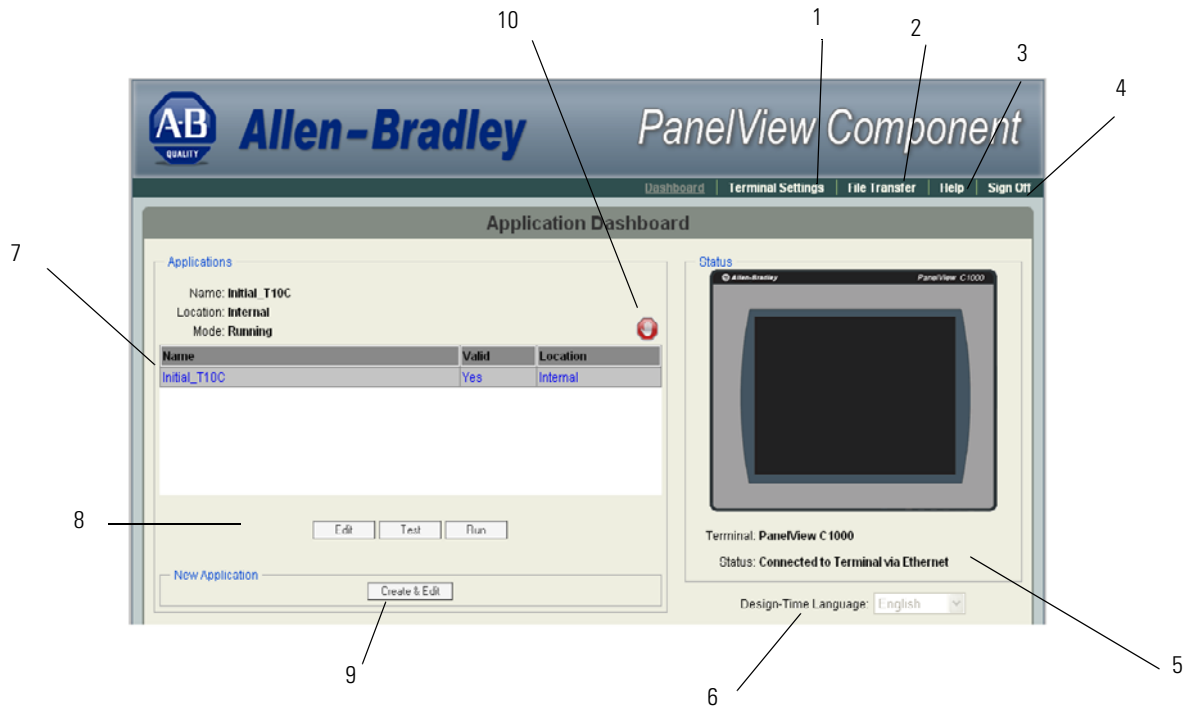 10
1
2
3
4
A·B
QUALITY
Allen-Bradley
PanelView Component
Dashboard | Terminal Settings | File Transfer | Help | Sign Off
Application Dashboard
7
Applications
Name: Initial_T10C
Location: Internal
Mode: Running
Name Valid Location
Initial_T10C Yes Internal
8
Edit Test Run
New Application
Create & Edit
9
Status
Allen-Bradley PanelView C1000
Terminal: PanelView C1000
Status: Connected to Terminal via Ethernet
Design-Time Language: English
5
6